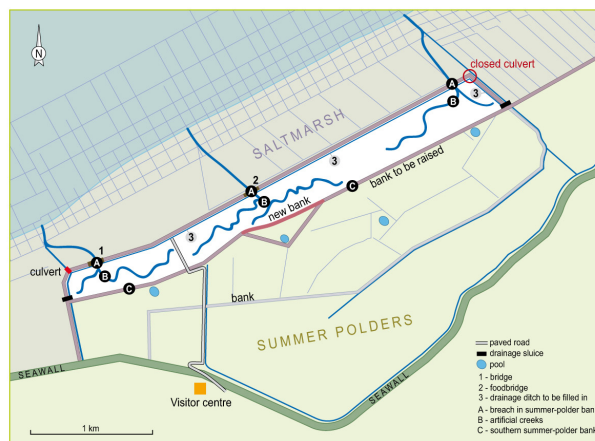 N
closed culvert
A
B
3
SALTMARSH
3
2
A
B
C
bank to be raised
new bank
3
1
A
culvert
B
C
bank
SUMMER POLDERS
SEAWALL
SEAWALL
Visitor centre
1 km
paved road
drainage sluice
pool
1 - bridge
2 - foodbridge
3 - drainage ditch to be filled in
A - breach in summer-polder ban
B - artificial creeks
C - southern summer-polder bank